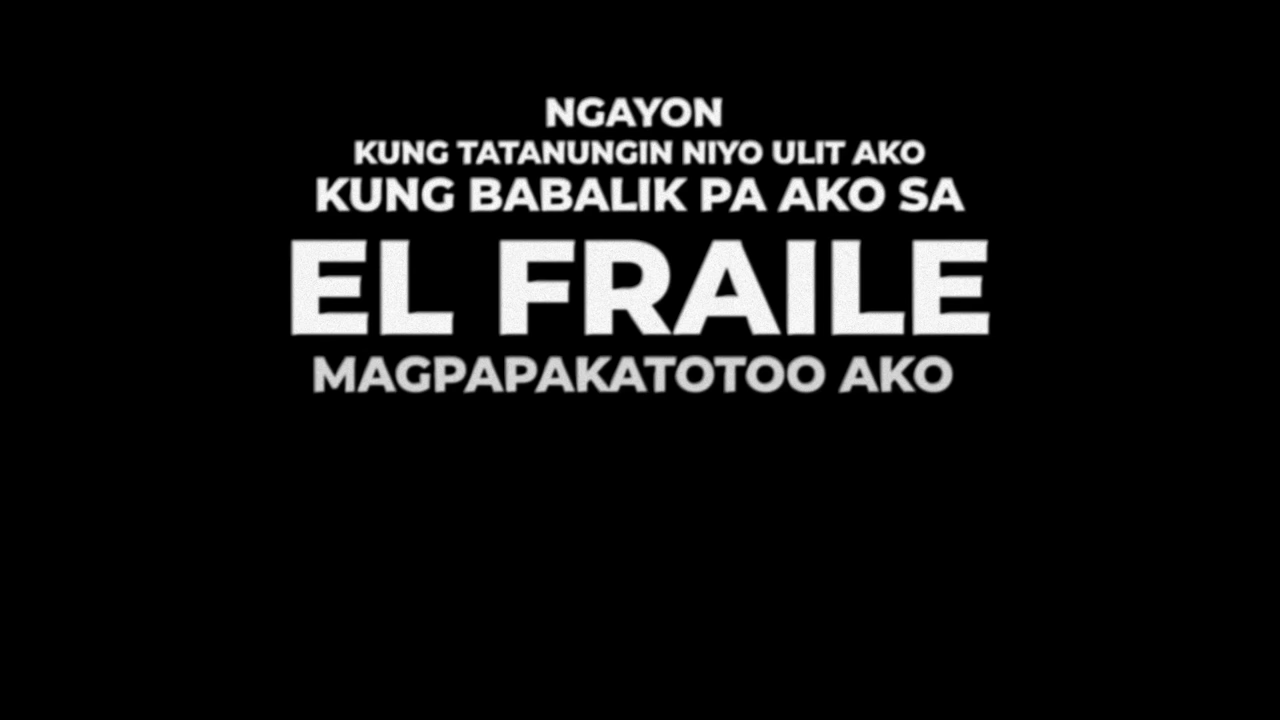 NGAYON
KUNG TATANUNGIN NIYO ULIT AKO
KUNG BABALIK PA AKO SA
EL FRAILE
MAGPAPAKATOTOO AKO